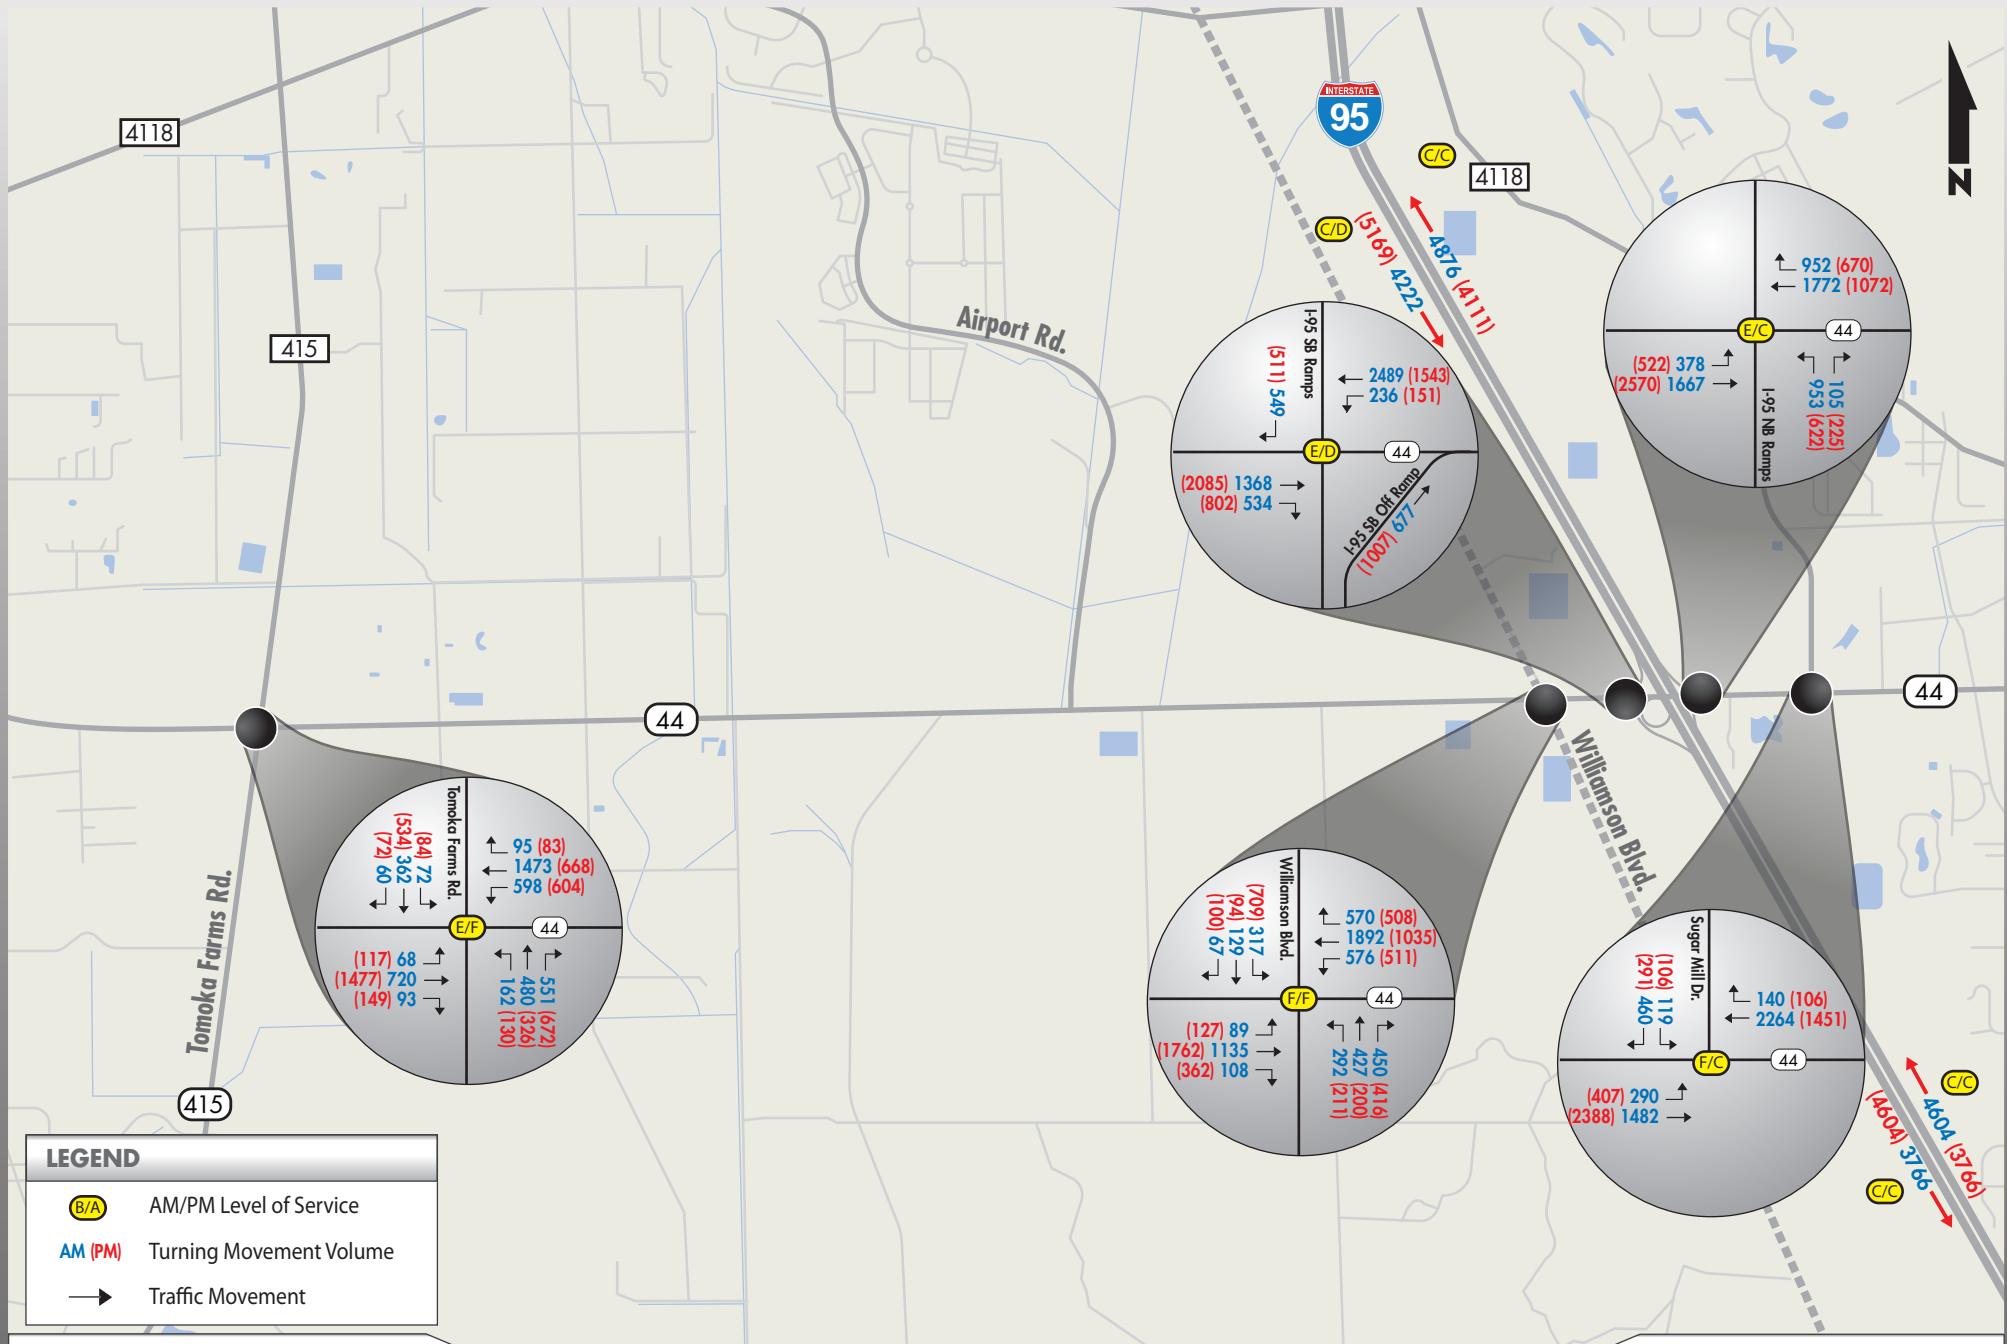 4118
INTERSTATE
95
C/C
4118
C/D
(5169) 4222
4876 (4111)
415
Airport Rd.
952 (670)
1772 (1072)
E/C
44
(522) 378
(2570) 1667
I-95 NB Ramps
953 (622)
105 (225)
I-95 SB Ramps
(511) 549
2489 (1543)
236 (151)
E/D
44
(2085) 1368
(802) 534
I-95 SB Off Ramp
(1007) 677
N
44
44
Williamson Blvd.
Tomoka Farms Rd.
Tomoka Farms Rd.
(72) 60
(534) 362
(84) 72
95 (83)
1473 (668)
598 (604)
E/F
44
(117) 68
(1477) 720
(149) 93
162 (130)
480 (326)
551 (672)
Williamson Blvd.
(100) 67
(94) 129
(709) 317
570 (508)
1892 (1035)
576 (511)
F/F
44
(127) 89
(1762) 1135
(362) 108
292 (211)
427 (200)
450 (416)
Sugar Mill Dr.
(291) 460
(106) 119
140 (106)
2264 (1451)
F/C
44
(407) 290
(2388) 1482
C/C
4604 (3766)
(4604) 3766
C/C
415
LEGEND
B/A AM/PM Level of Service
AM (PM) Turning Movement Volume
Traffic Movement